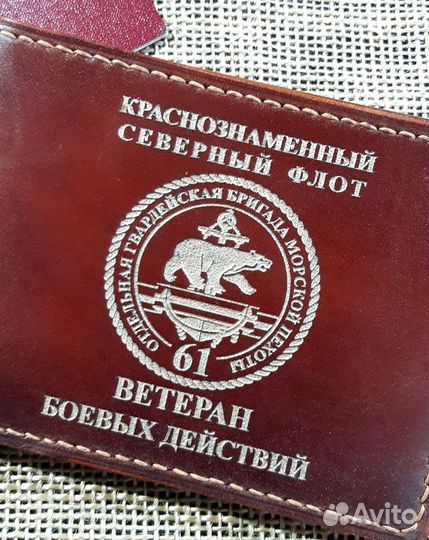 КРАСНОЗНАМЕННЫЙ
СЕВЕРНЫЙ ФЛОТ
ОТДЕЛЬНАЯ ГВАРДЕЙСКАЯ БРИГАДА МОРСКОЙ ПЕХОТЫ
61
ВЕТЕРАН
БОЕВЫХ ДЕЙСТВИЙ
Avito